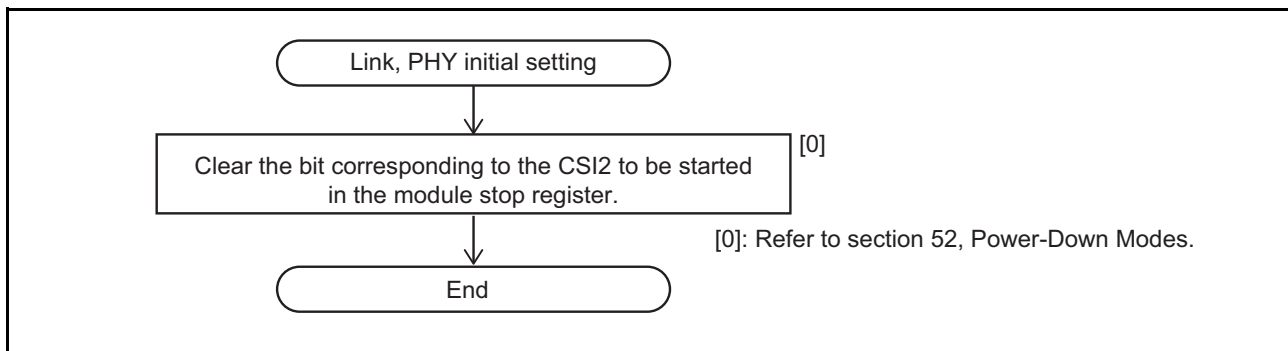 Link, PHY initial setting
[0]
Clear the bit corresponding to the CSI2 to be started
in the module stop register.
[0]: Refer to section 52, Power-Down Modes.
End